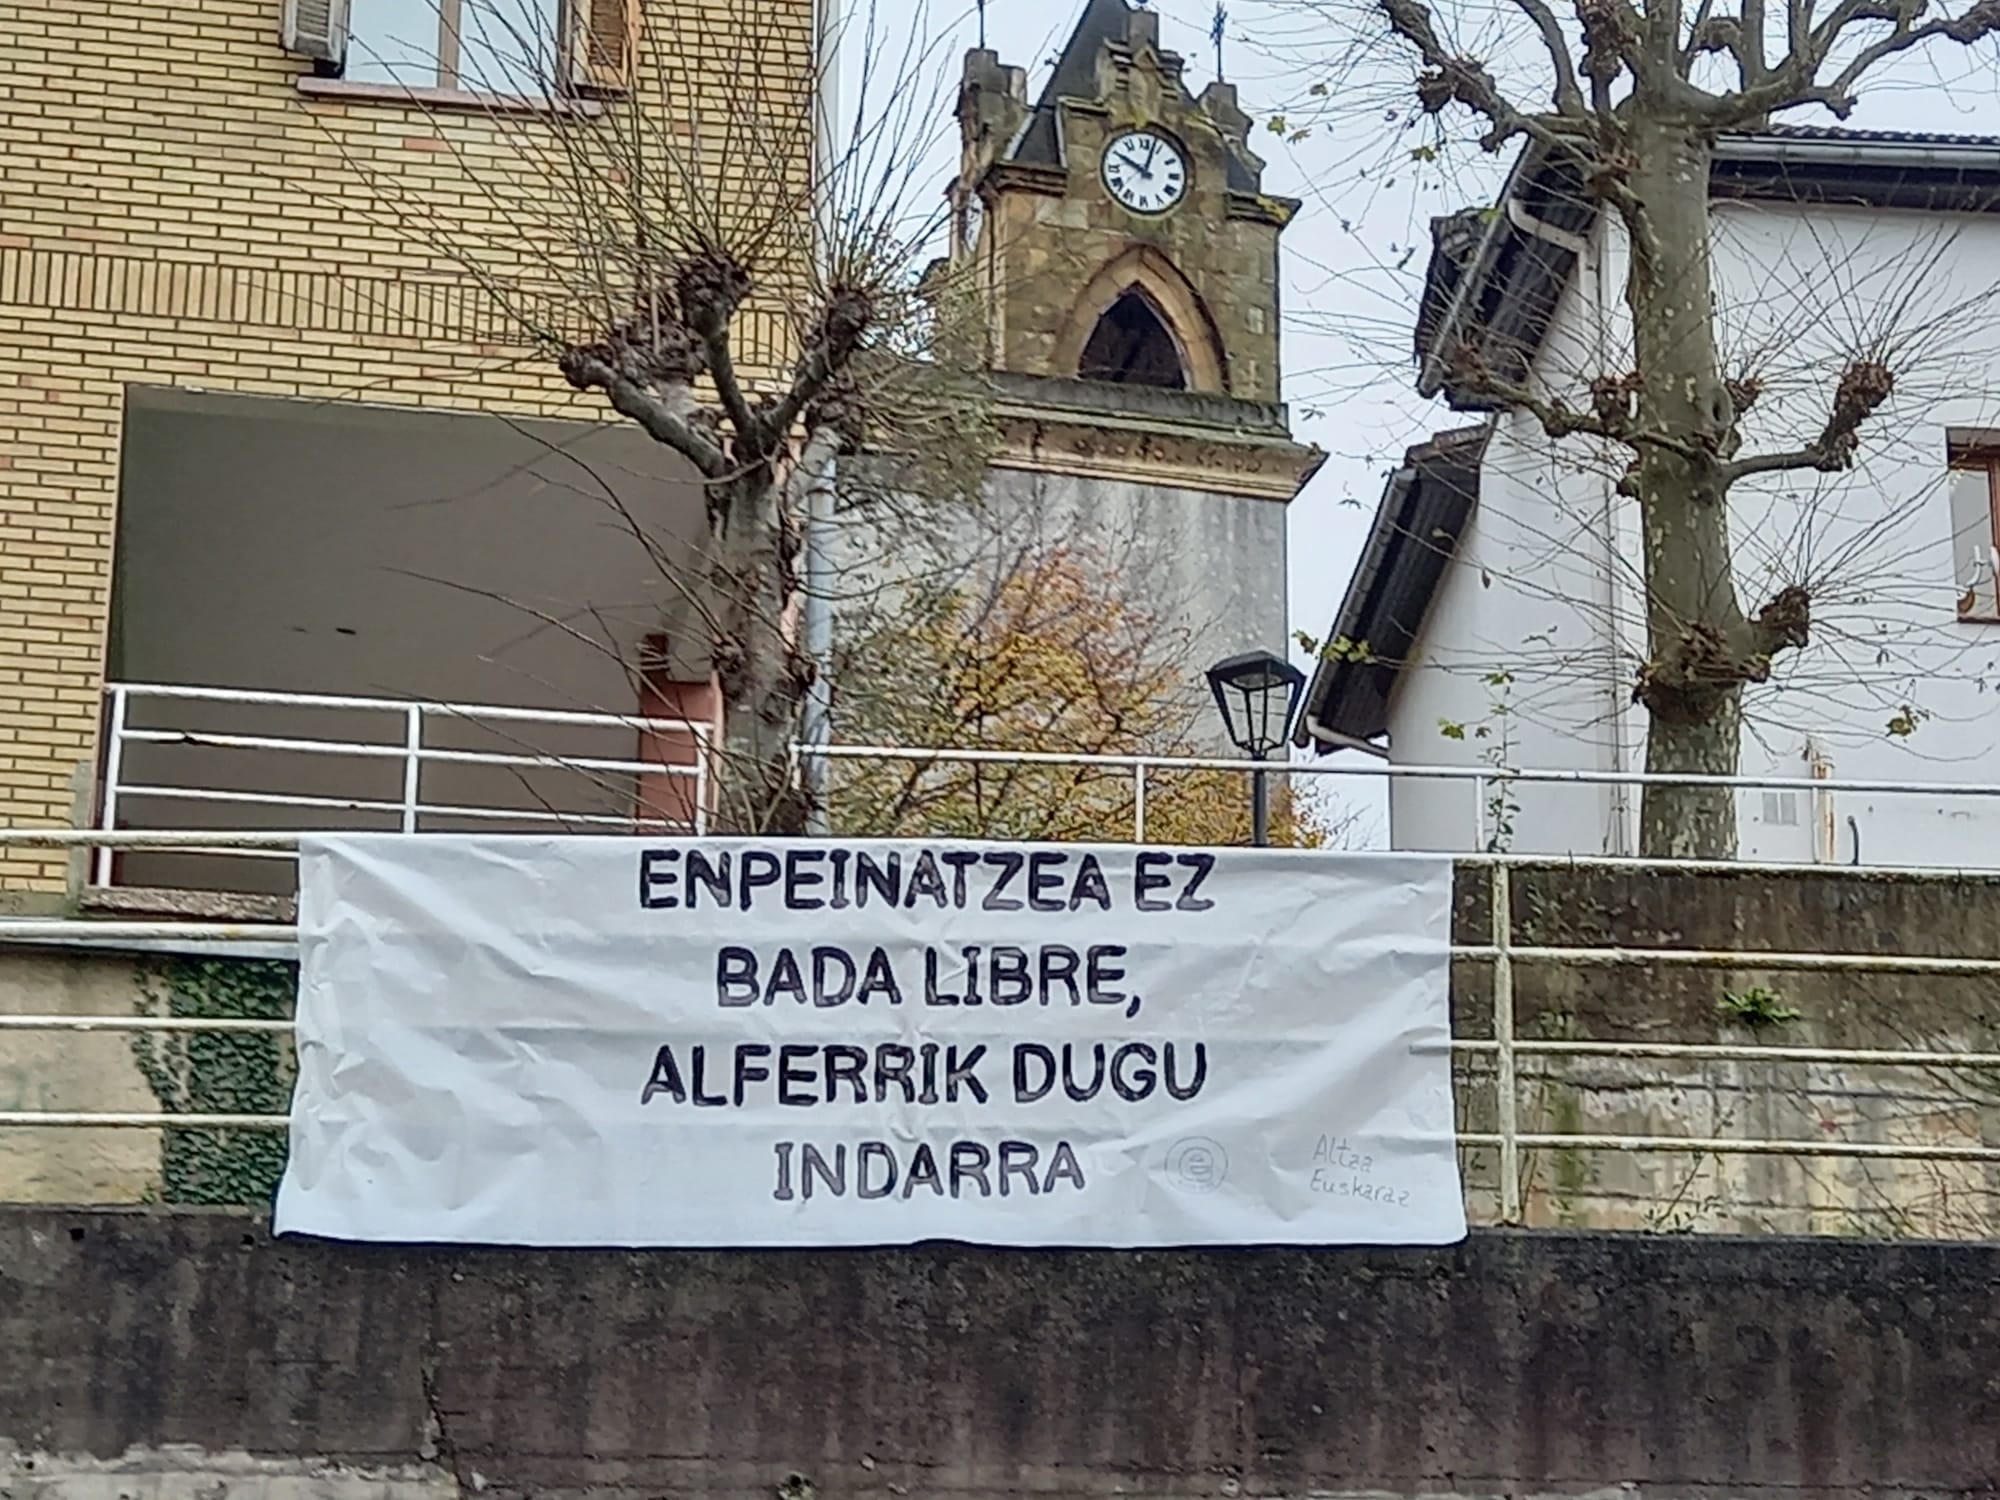 ENPEINATZEA EZ
BADA LIBRE,
ALFERRIK DUGU
INDARRA
e
Altza
Euskaraz